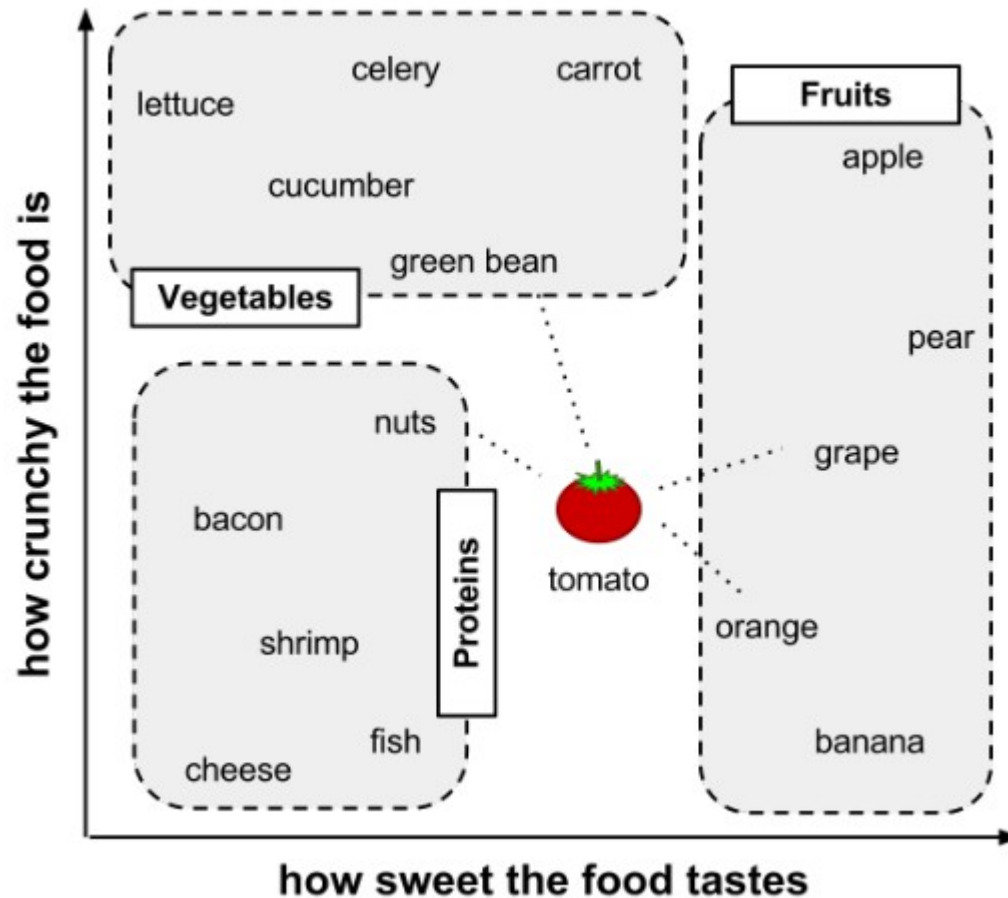 celery
carrot
lettuce
Fruits
apple
cucumber
green bean
Vegetables
pear
nuts
grape
bacon
tomato
Proteins
shrimp
orange
fish
banana
cheese
how crunchy the food is
how sweet the food tastes